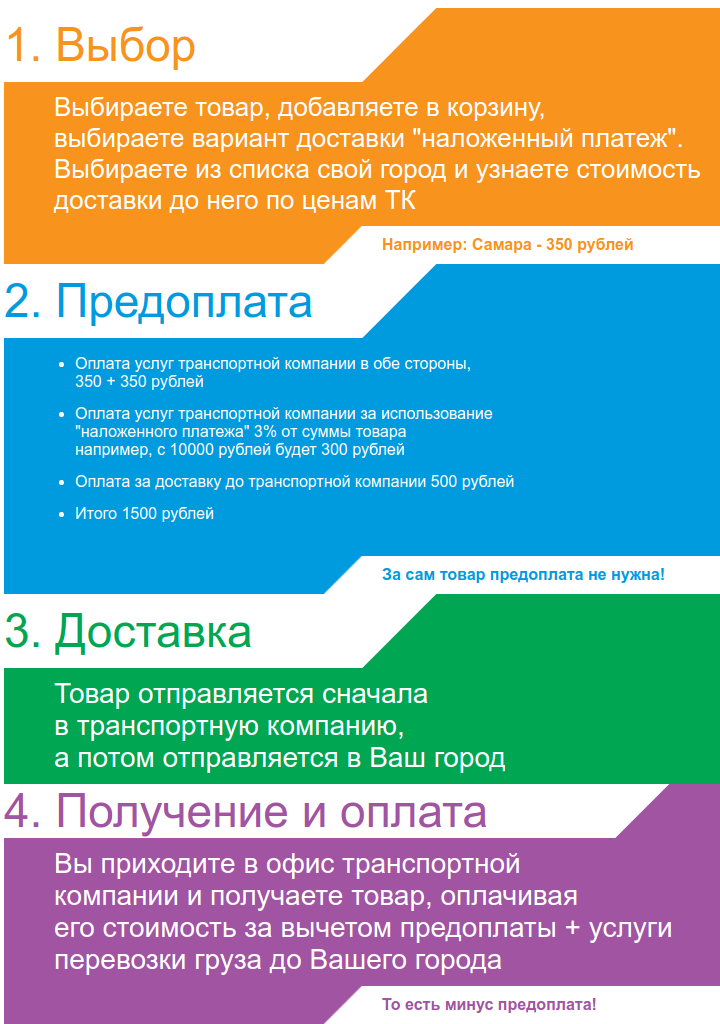 1. Выбор
Выбираете товар, добавляете в корзину,
выбираете вариант доставки "наложенный платеж".
Выбираете из списка свой город и узнаете стоимость
доставки до него по ценам ТК
Например: Самара - 350 рублей
2. Предоплата
• Оплата услуг транспортной компании в обе стороны,
350 + 350 рублей
• Оплата услуг транспортной компании за использование
"наложенного платежа" 3% от суммы товара
например, с 10000 рублей будет 300 рублей
• Оплата за доставку до транспортной компании 500 рублей
• Итого 1500 рублей
За сам товар предоплата не нужна!
3. Доставка
Товар отправляется сначала
в транспортную компанию,
а потом отправляется в Ваш город
4. Получение и оплата
Вы приходите в офис транспортной
компании и получаете товар, оплачивая
его стоимость за вычетом предоплаты + услуги
перевозки груза до Вашего города
То есть минус предоплата!